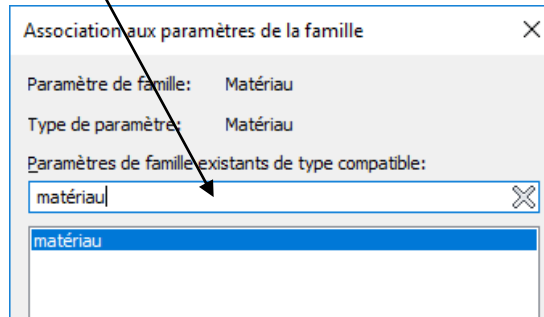 Association aux paramètres de la famille
Paramètre de famille: Matériau
Type de paramètre: Matériau
Paramètres de famille existants de type compatible:
matériau
matériau